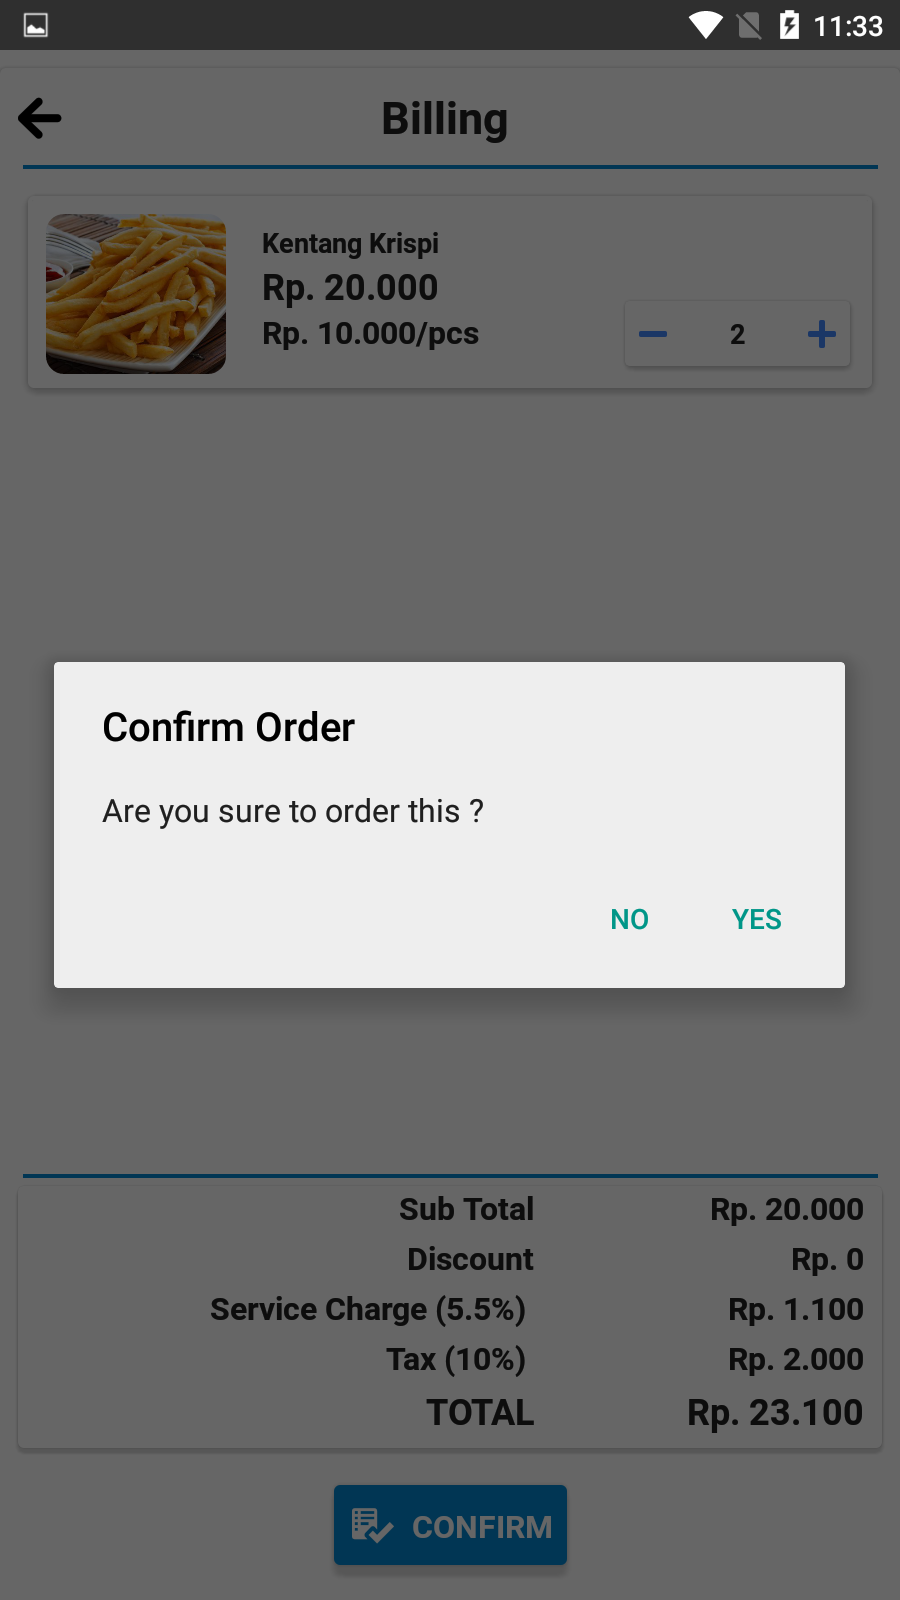 11:33
Billing
Kentang Krispi
Rp. 20.000
Rp. 10.000/pcs
2
Confirm Order
Are you sure to order this ?
NO YES
Sub Total Rp. 20.000
Discount Rp. 0
Service Charge (5.5%) Rp. 1.100
Tax (10%) Rp. 2.000
TOTAL Rp. 23.100
CONFIRM